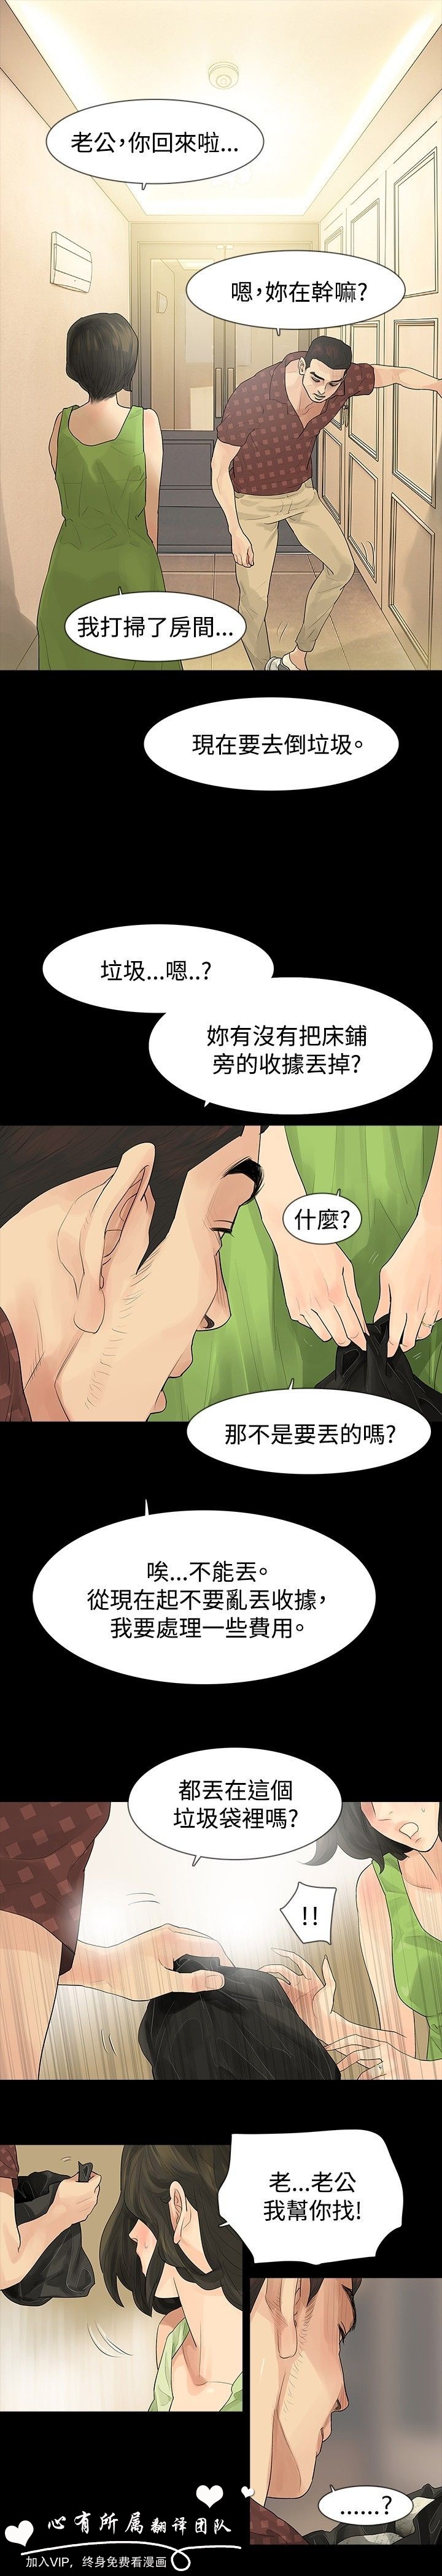 老公,你回來啦...
嗯,妳在幹嘛?
我打掃了房間...
現在要去倒垃圾。
垃圾...嗯..?
妳有沒有把床鋪
旁的收據丟掉?
什麼?
那不是要丟的嗎?
唉...不能丟。
從現在起不要亂丟收據,
我要處理一些費用。
都丟在這個
垃圾袋裡嗎?
!!
老...老公
我幫你找!
......?
心有所属翻译团队
加入VIP，终身免费看漫画